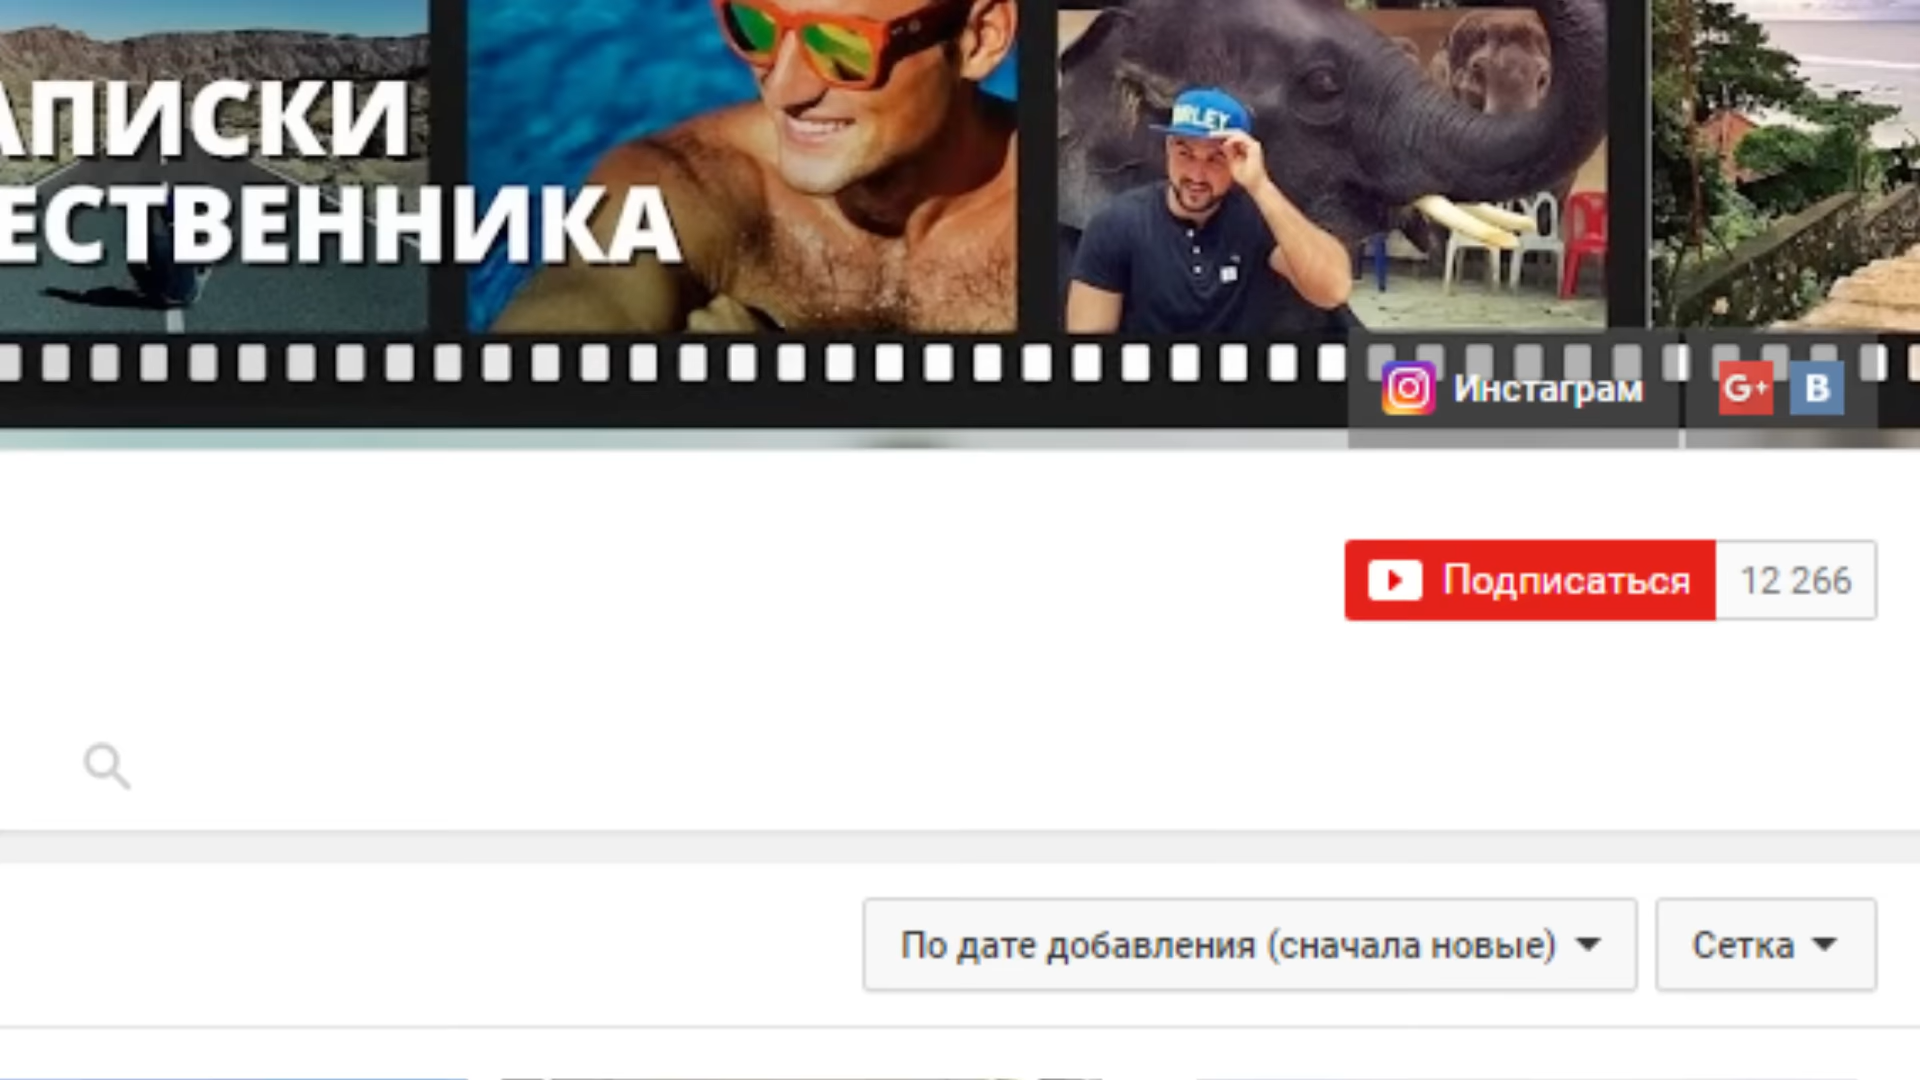 АПИСКИ
ЕСТВЕННИКА
Инстаграм
G+ B
Подписаться 12 266
По дате добавления (сначала новые) Сетка